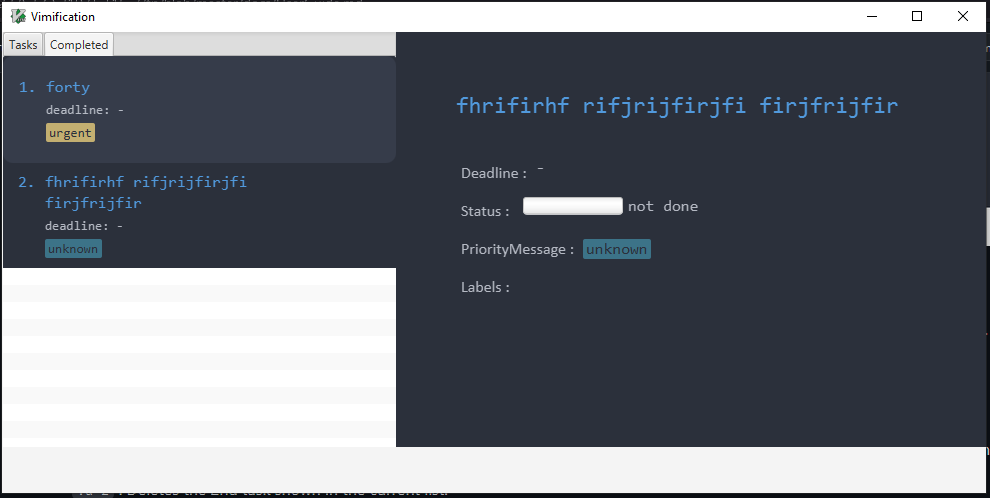 Vimification
Tasks Completed
1. forty
deadline: -
urgent
2. fhrifirhf rifjrijfirjfi
firjfrijfir
deadline: -
unknown
fhrifirhf rifjrijfirjfi firjfrijfir
Deadline : -
Status : not done
PriorityMessage : unknown
Labels :